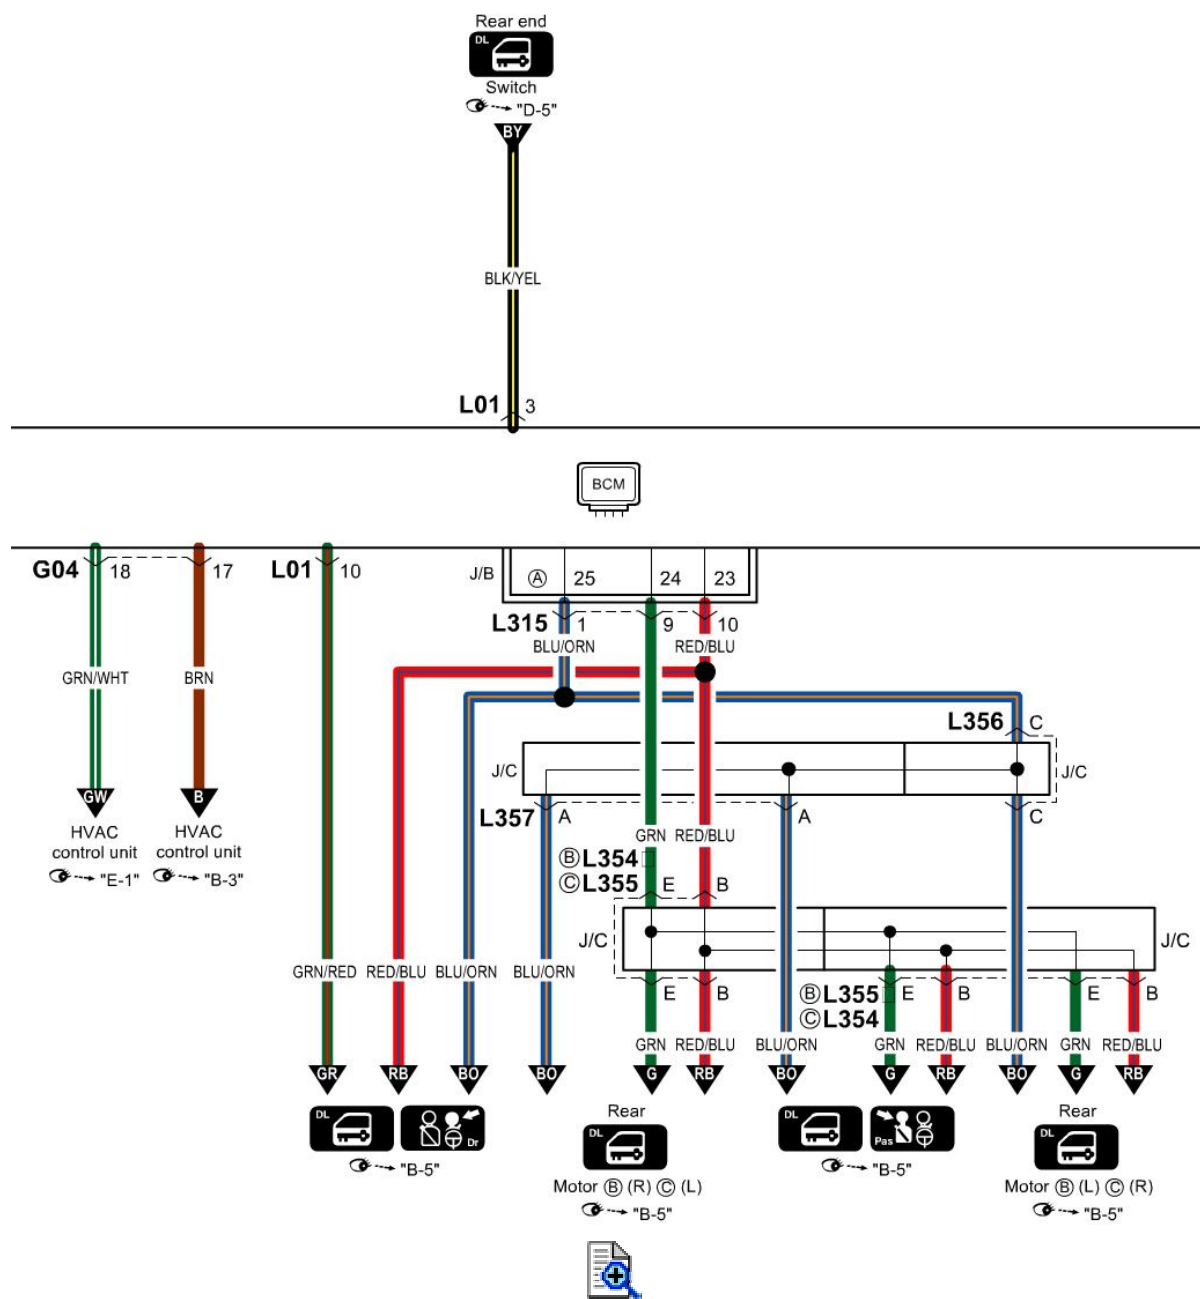 Rear end
DL
Switch
"D-5"
BY
BLK/YEL
L01 3
BCM
G04 18 17 L01 10 J/B Ⓐ 25 24 23
L315 1 9 10
BLU/ORN RED/BLU
GRN/WHT BRN
L356 C
J/C J/C
GW B L357 A A C
HVAC HVAC
control unit control unit
"E-1" "B-3"
GRN RED/BLU
ⒷL354
ⒸL355 E B
J/C J/C
GRN/RED RED/BLU BLU/ORN BLU/ORN
E B ⒷL355 E B E B
ⒸL354
GRN RED/BLU BLU/ORN GRN RED/BLU BLU/ORN GRN RED/BLU
GR RB BO BO G RB BO G RB BO G RB
DL Dr
"B-5"
Rear
DL
Motor Ⓑ (R) Ⓒ (L)
"B-5"
DL Pas
"B-5"
Rear
DL
Motor Ⓑ (L) Ⓒ (R)
"B-5"